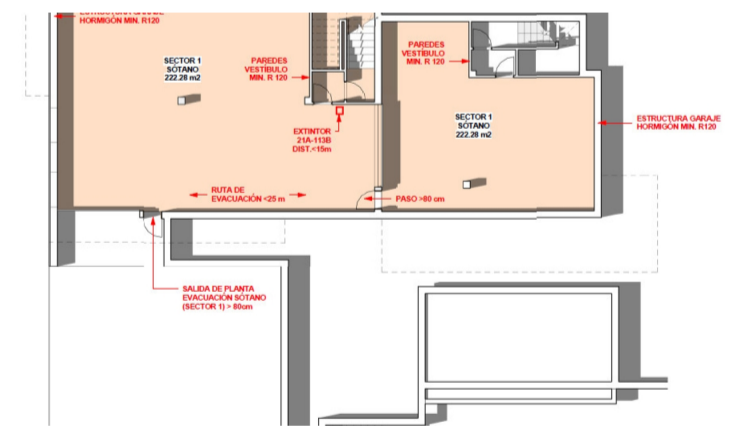 HORMIGÓN MIN. R120
SECTOR 1
SÓTANO
222.28 m2
PAREDES
VESTÍBULO
MIN. R 120
EXTINTOR
21A-113B
DIST.<15m
RUTA DE
EVACUACIÓN <25 m
SALIDA DE PLANTA
EVACUACIÓN SÓTANO
(SECTOR 1) > 80cm
PAREDES
VESTÍBULO
MIN. R 120
SECTOR 1
SÓTANO
222.28 m2
PASO >80 cm
ESTRUCTURA GARAJE
HORMIGÓN MIN. R120